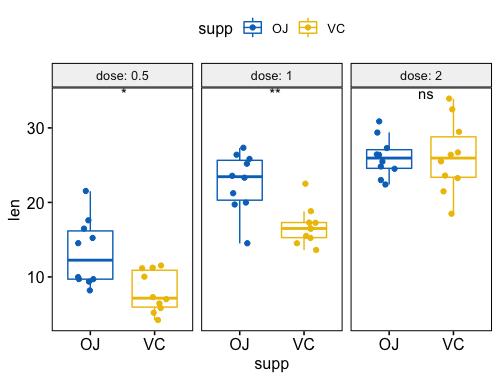 supp OJ VC
dose: 0.5 dose: 1 dose: 2
* ** ns
30
20
10
len
OJ VC OJ VC OJ VC
supp